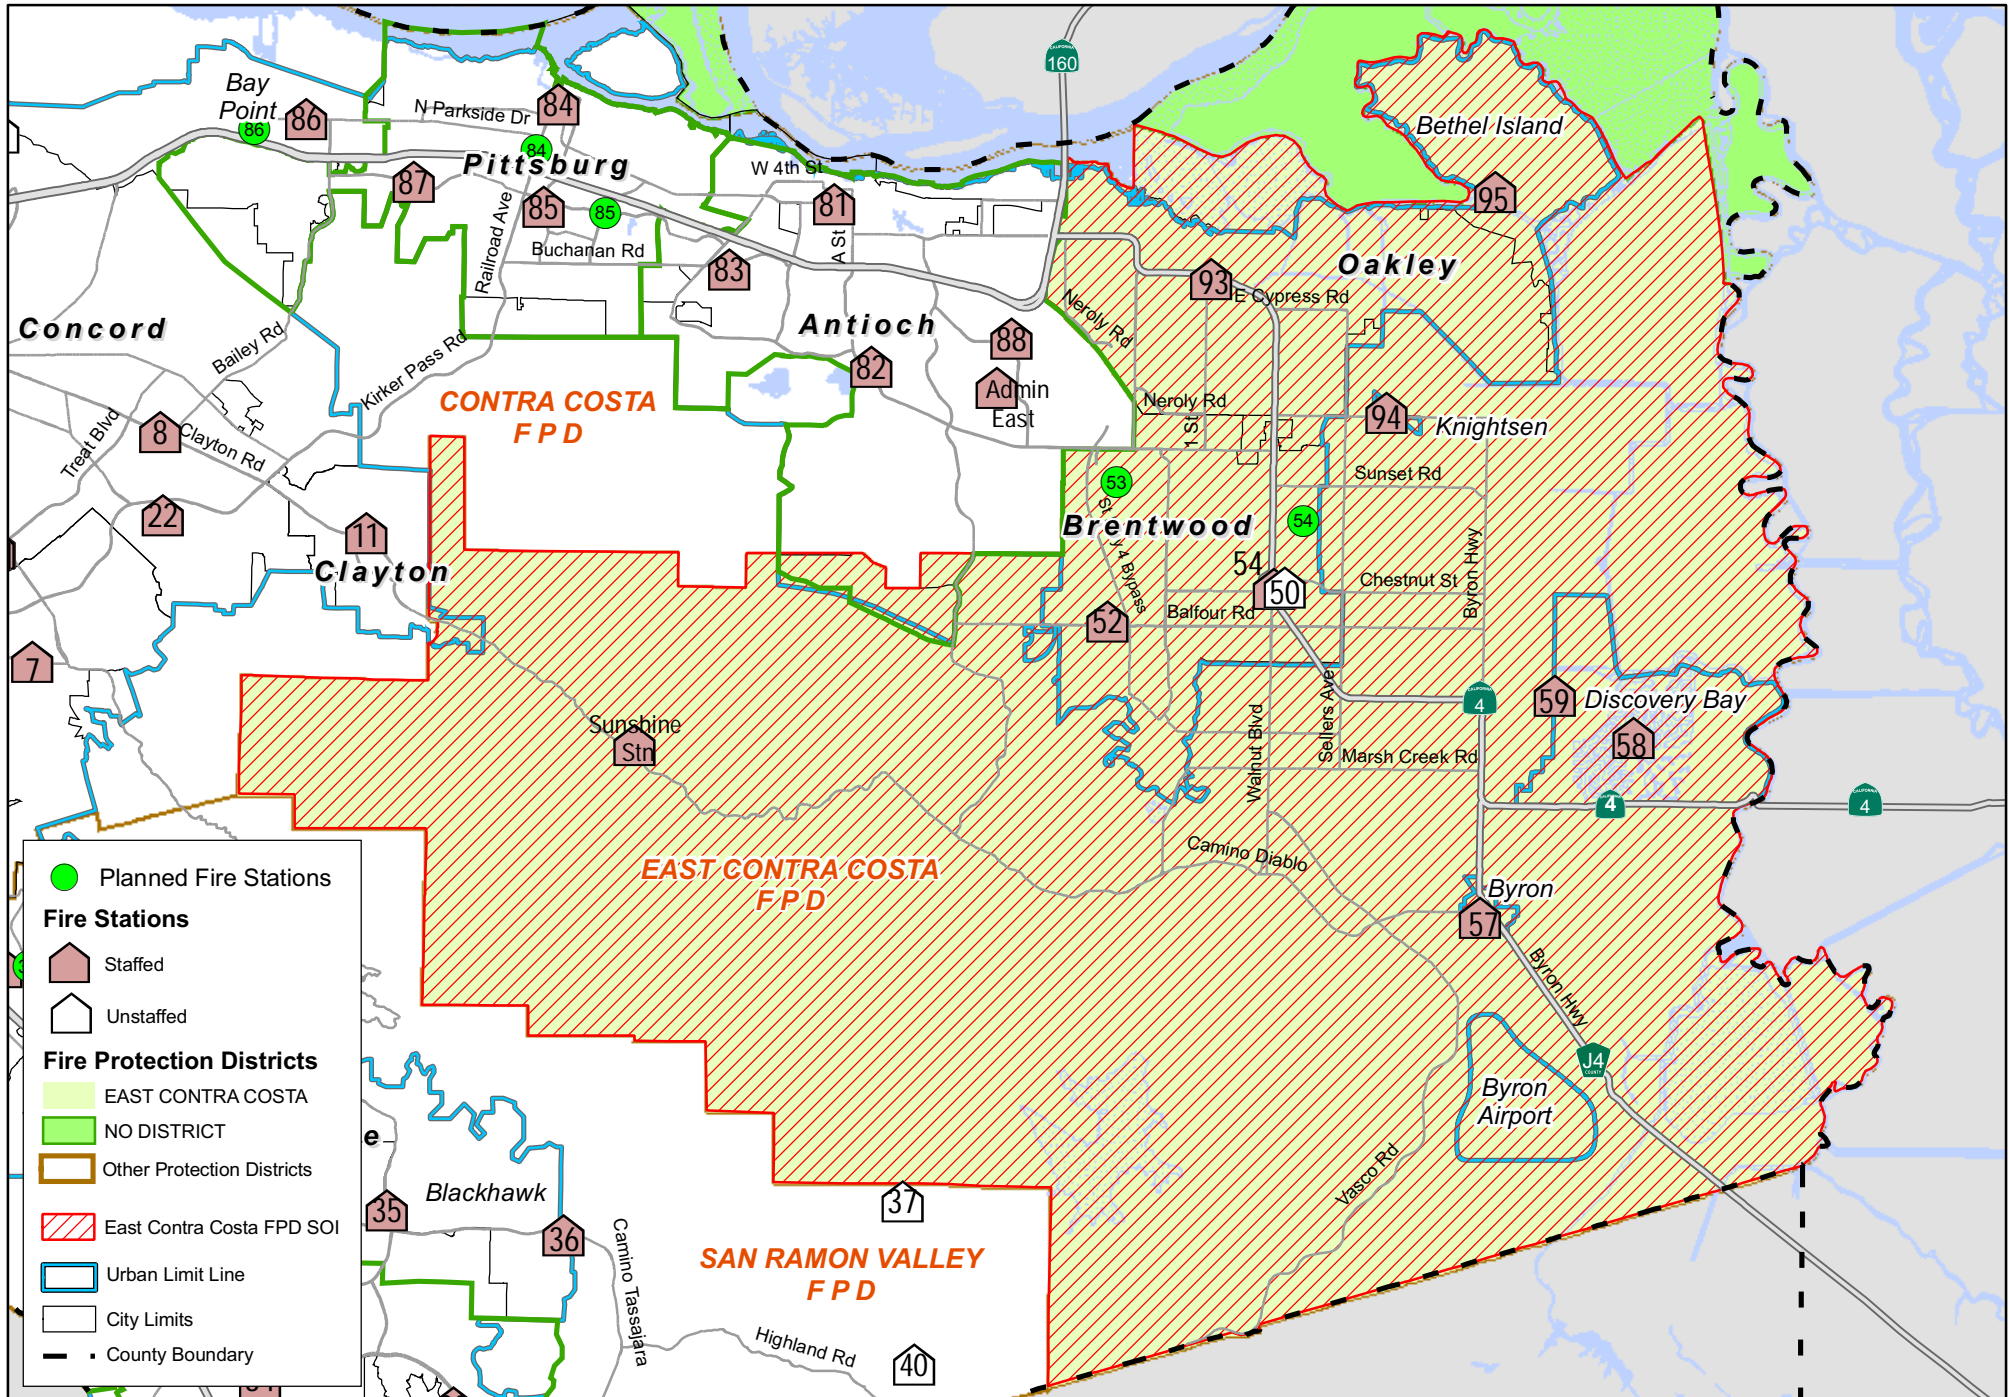 CALIFORNIA
160
Bay
Point
86
86
N Parkside Dr
84
84
Pittsburg
87
85
85
Railroad Ave
Buchanan Rd
W 4th St
81
A St
83
Bethel Island
95
Oakley
93
E Cypress Rd
Neroly Rd
Concord
Bailey Rd
Kirker Pass Rd
Antioch
88
82
Admin
East
CONTRA COSTA
F P D
Neroly Rd
1 St
94
Knightsen
8
Treat Blvd
Clayton Rd
22
11
Clayton
7
53
Sunset Rd
54
Brentwood
4 Bypass
54
50
Chestnut St
Byron Hwy
52
Balfour Rd
Sunshine
Stn
Walnut Blvd
Sellers Ave
Marsh Creek Rd
CALIFORNIA
4
59
Discovery Bay
58
CALIFORNIA
4
CALIFORNIA
4
EAST CONTRA COSTA
F P D
Camino Diablo
Byron
57
Byron Hwy
J4
COUNTY
Byron
Airport
Vasco Rd
Planned Fire Stations
Fire Stations
Staffed
Unstaffed
Fire Protection Districts
EAST CONTRA COSTA
NO DISTRICT
Other Protection Districts
East Contra Costa FPD SOI
Urban Limit Line
City Limits
County Boundary
e
Blackhawk
35
36
Camino Tassajara
37
SAN RAMON VALLEY
F P D
Highland Rd
40